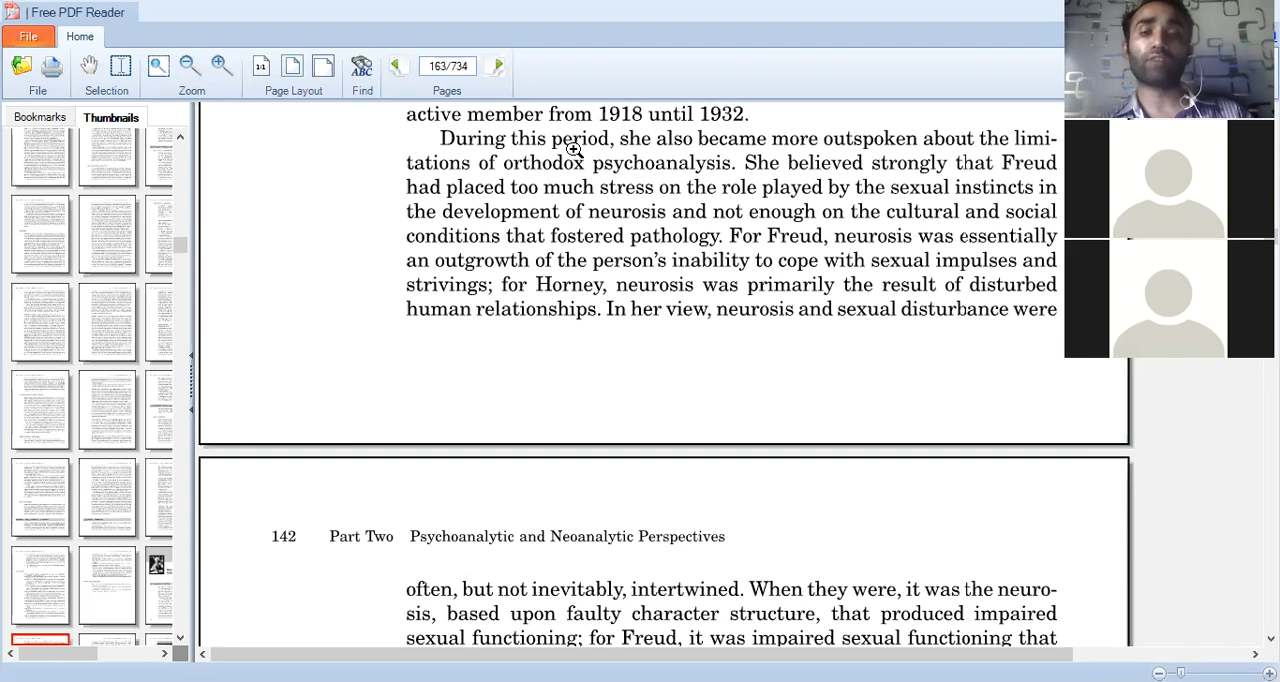 | Free PDF Reader
File
Home
163/734
File
Selection
Zoom
Page Layout
Find
Pages
1:1
ABC
Bookmarks
Thumbnails
active member from 1918 until 1932.
During this period, she also became more outspoken about the limi-
tations of orthodox psychoanalysis. She believed strongly that Freud
had placed too much stress on the role played by the sexual instincts in
the development of neurosis and not enough on the cultural and social
conditions that fostered pathology. For Freud, neurosis was essentially
an outgrowth of the person's inability to cope with sexual impulses and
strivings; for Horney, neurosis was primarily the result of disturbed
human relationships. In her view, neurosis and sexual disturbance were
142 Part Two Psychoanalytic and Neoanalytic Perspectives
often, but not inevitably, intertwined. When they were, it was the neuro-
sis, based upon faulty character structure, that produced impaired
sexual functioning; for Freud, it was impaired sexual functioning that